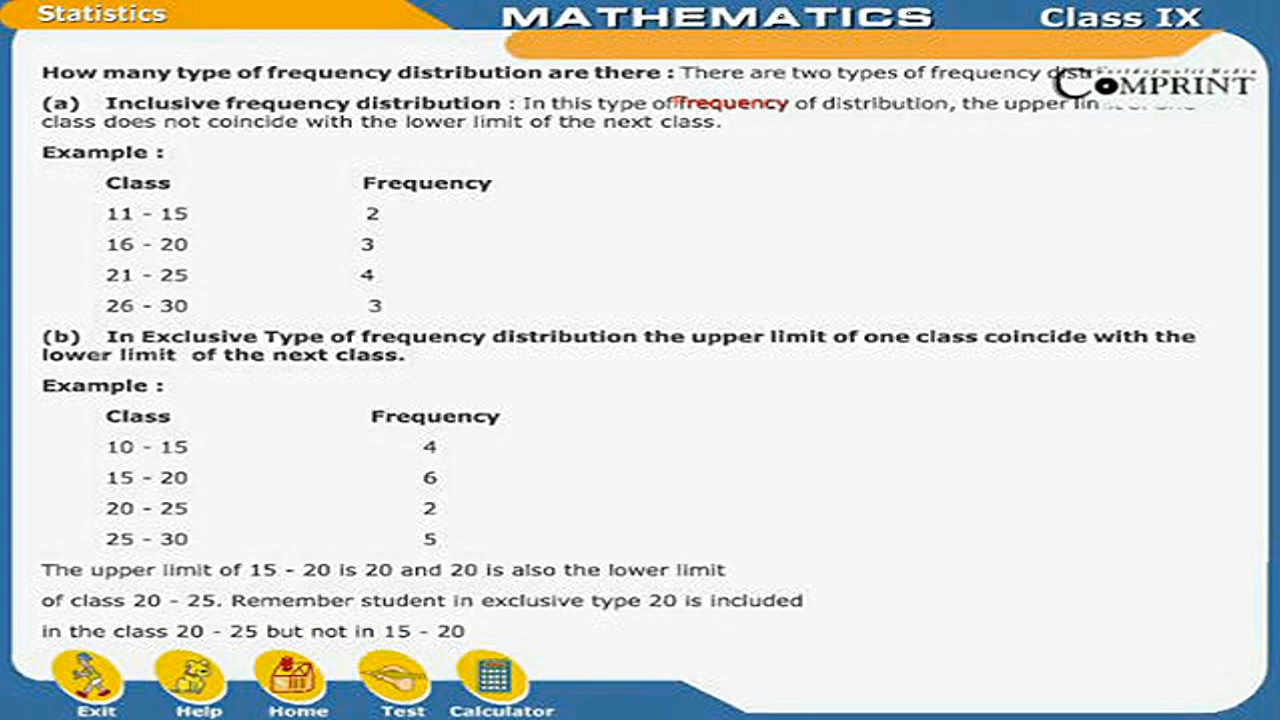 Statistics
MATHEMATICS
Class IX
How many type of frequency distribution are there : There are two types of frequency
COMPRINT
(a) Inclusive frequency distribution : In this type of frequency of distribution, the upper
class does not coincide with the lower limit of the next class.
Example :
Class Frequency
11 - 15 2
16 - 20 3
21 - 25 4
26 - 30 3
(b) In Exclusive Type of frequency distribution the upper limit of one class coincide with the
lower limit of the next class.
Example :
Class Frequency
10 - 15 4
15 - 20 6
20 - 25 2
25 - 30 5
The upper limit of 15 - 20 is 20 and 20 is also the lower limit
of class 20 - 25. Remember student in exclusive type 20 is included
in the class 20 - 25 but not in 15 - 20
Exit Help Home Test Calculator